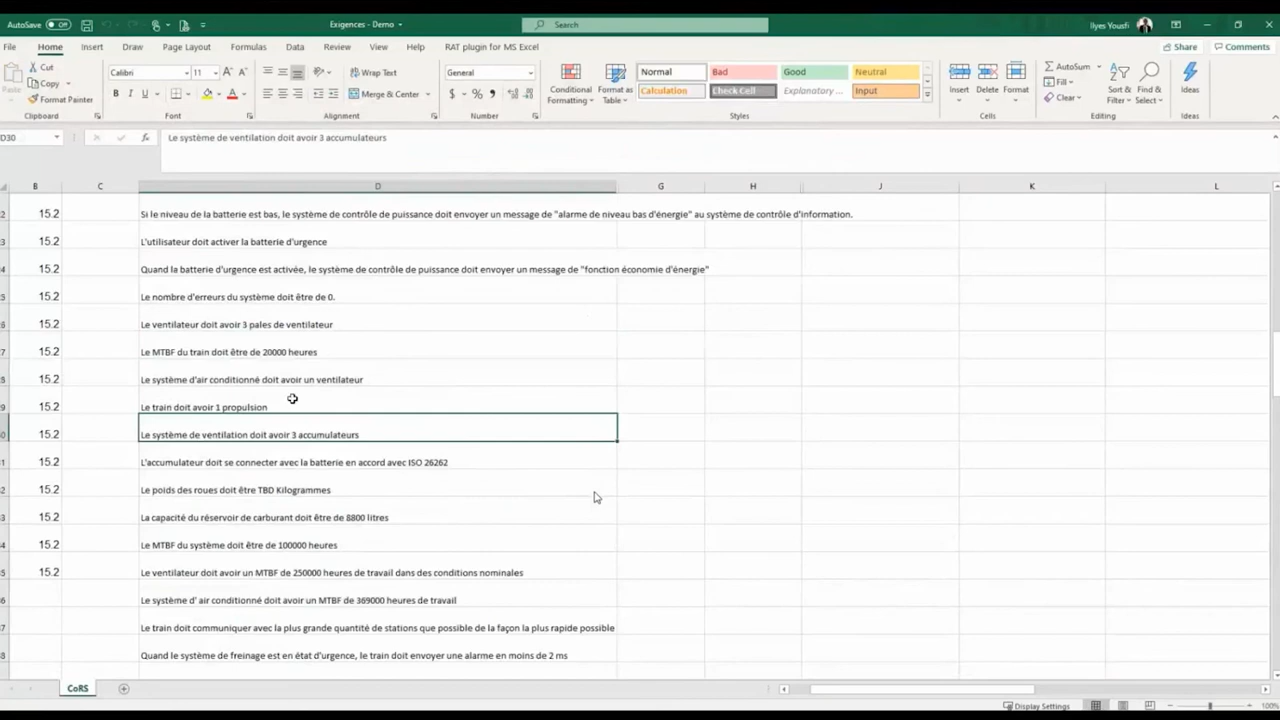 AutoSave Off Exigences - Demo Search Ilyes Yousfi
File Home Insert Draw Page Layout Formulas Data Review View Help RAT plugin for MS Excel Share Comments
Cut Calibri 11 Wrap Text General Normal Bad Good Neutral AutoSum
Copy Fill
Format Painter B I U Merge & Center $ % Conditional Formatting Format as Table Calculation Check Cell Explanatory ... Input Insert Delete Format Clear Sort & Filter Find & Select Ideas
Clipboard Font Alignment Number Styles Cells Editing Ideas
D30 fx Le système de ventilation doit avoir 3 accumulateurs
B C D G H J K L
15.2 Si le niveau de la batterie est bas, le système de contrôle de puissance doit envoyer un message de "alarme de niveau bas d'énergie" au système de contrôle d'information.
15.2 L'utilisateur doit activer la batterie d'urgence
15.2 Quand la batterie d'urgence est activée, le système de contrôle de puissance doit envoyer un message de "fonction économie d'énergie"
15.2 Le nombre d'erreurs du système doit être de 0.
15.2 Le ventilateur doit avoir 3 pales de ventilateur
15.2 Le MTBF du train doit être de 20000 heures
15.2 Le système d'air conditionné doit avoir un ventilateur
15.2 Le train doit avoir 1 propulsion
15.2 Le système de ventilation doit avoir 3 accumulateurs
15.2 L'accumulateur doit se connecter avec la batterie en accord avec ISO 26262
15.2 Le poids des roues doit être TBD Kilogrammes
15.2 La capacité du réservoir de carburant doit être de 8800 litres
15.2 Le MTBF du système doit être de 100000 heures
15.2 Le ventilateur doit avoir un MTBF de 250000 heures de travail dans des conditions nominales
Le système d' air conditionné doit avoir un MTBF de 369000 heures de travail
Le train doit communiquer avec la plus grande quantité de stations que possible de la façon la plus rapide possible
Quand le système de freinage est en état d'urgence, le train doit envoyer une alarme en moins de 2 ms
CoRS
Display Settings 100%